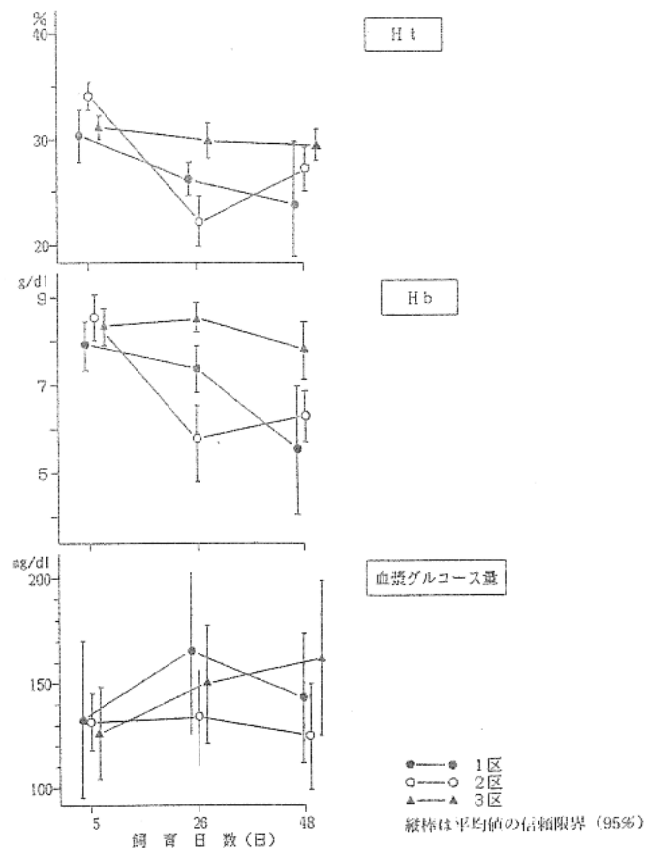 %
40
Ht
30
20
g/dl
9
Hb
7
5
mg/dl
血漿グルコース量
200
150
100
1区
2区
3区
5 26 48
縦棒は平均値の信頼限界 (95%)
飼育日数(日)